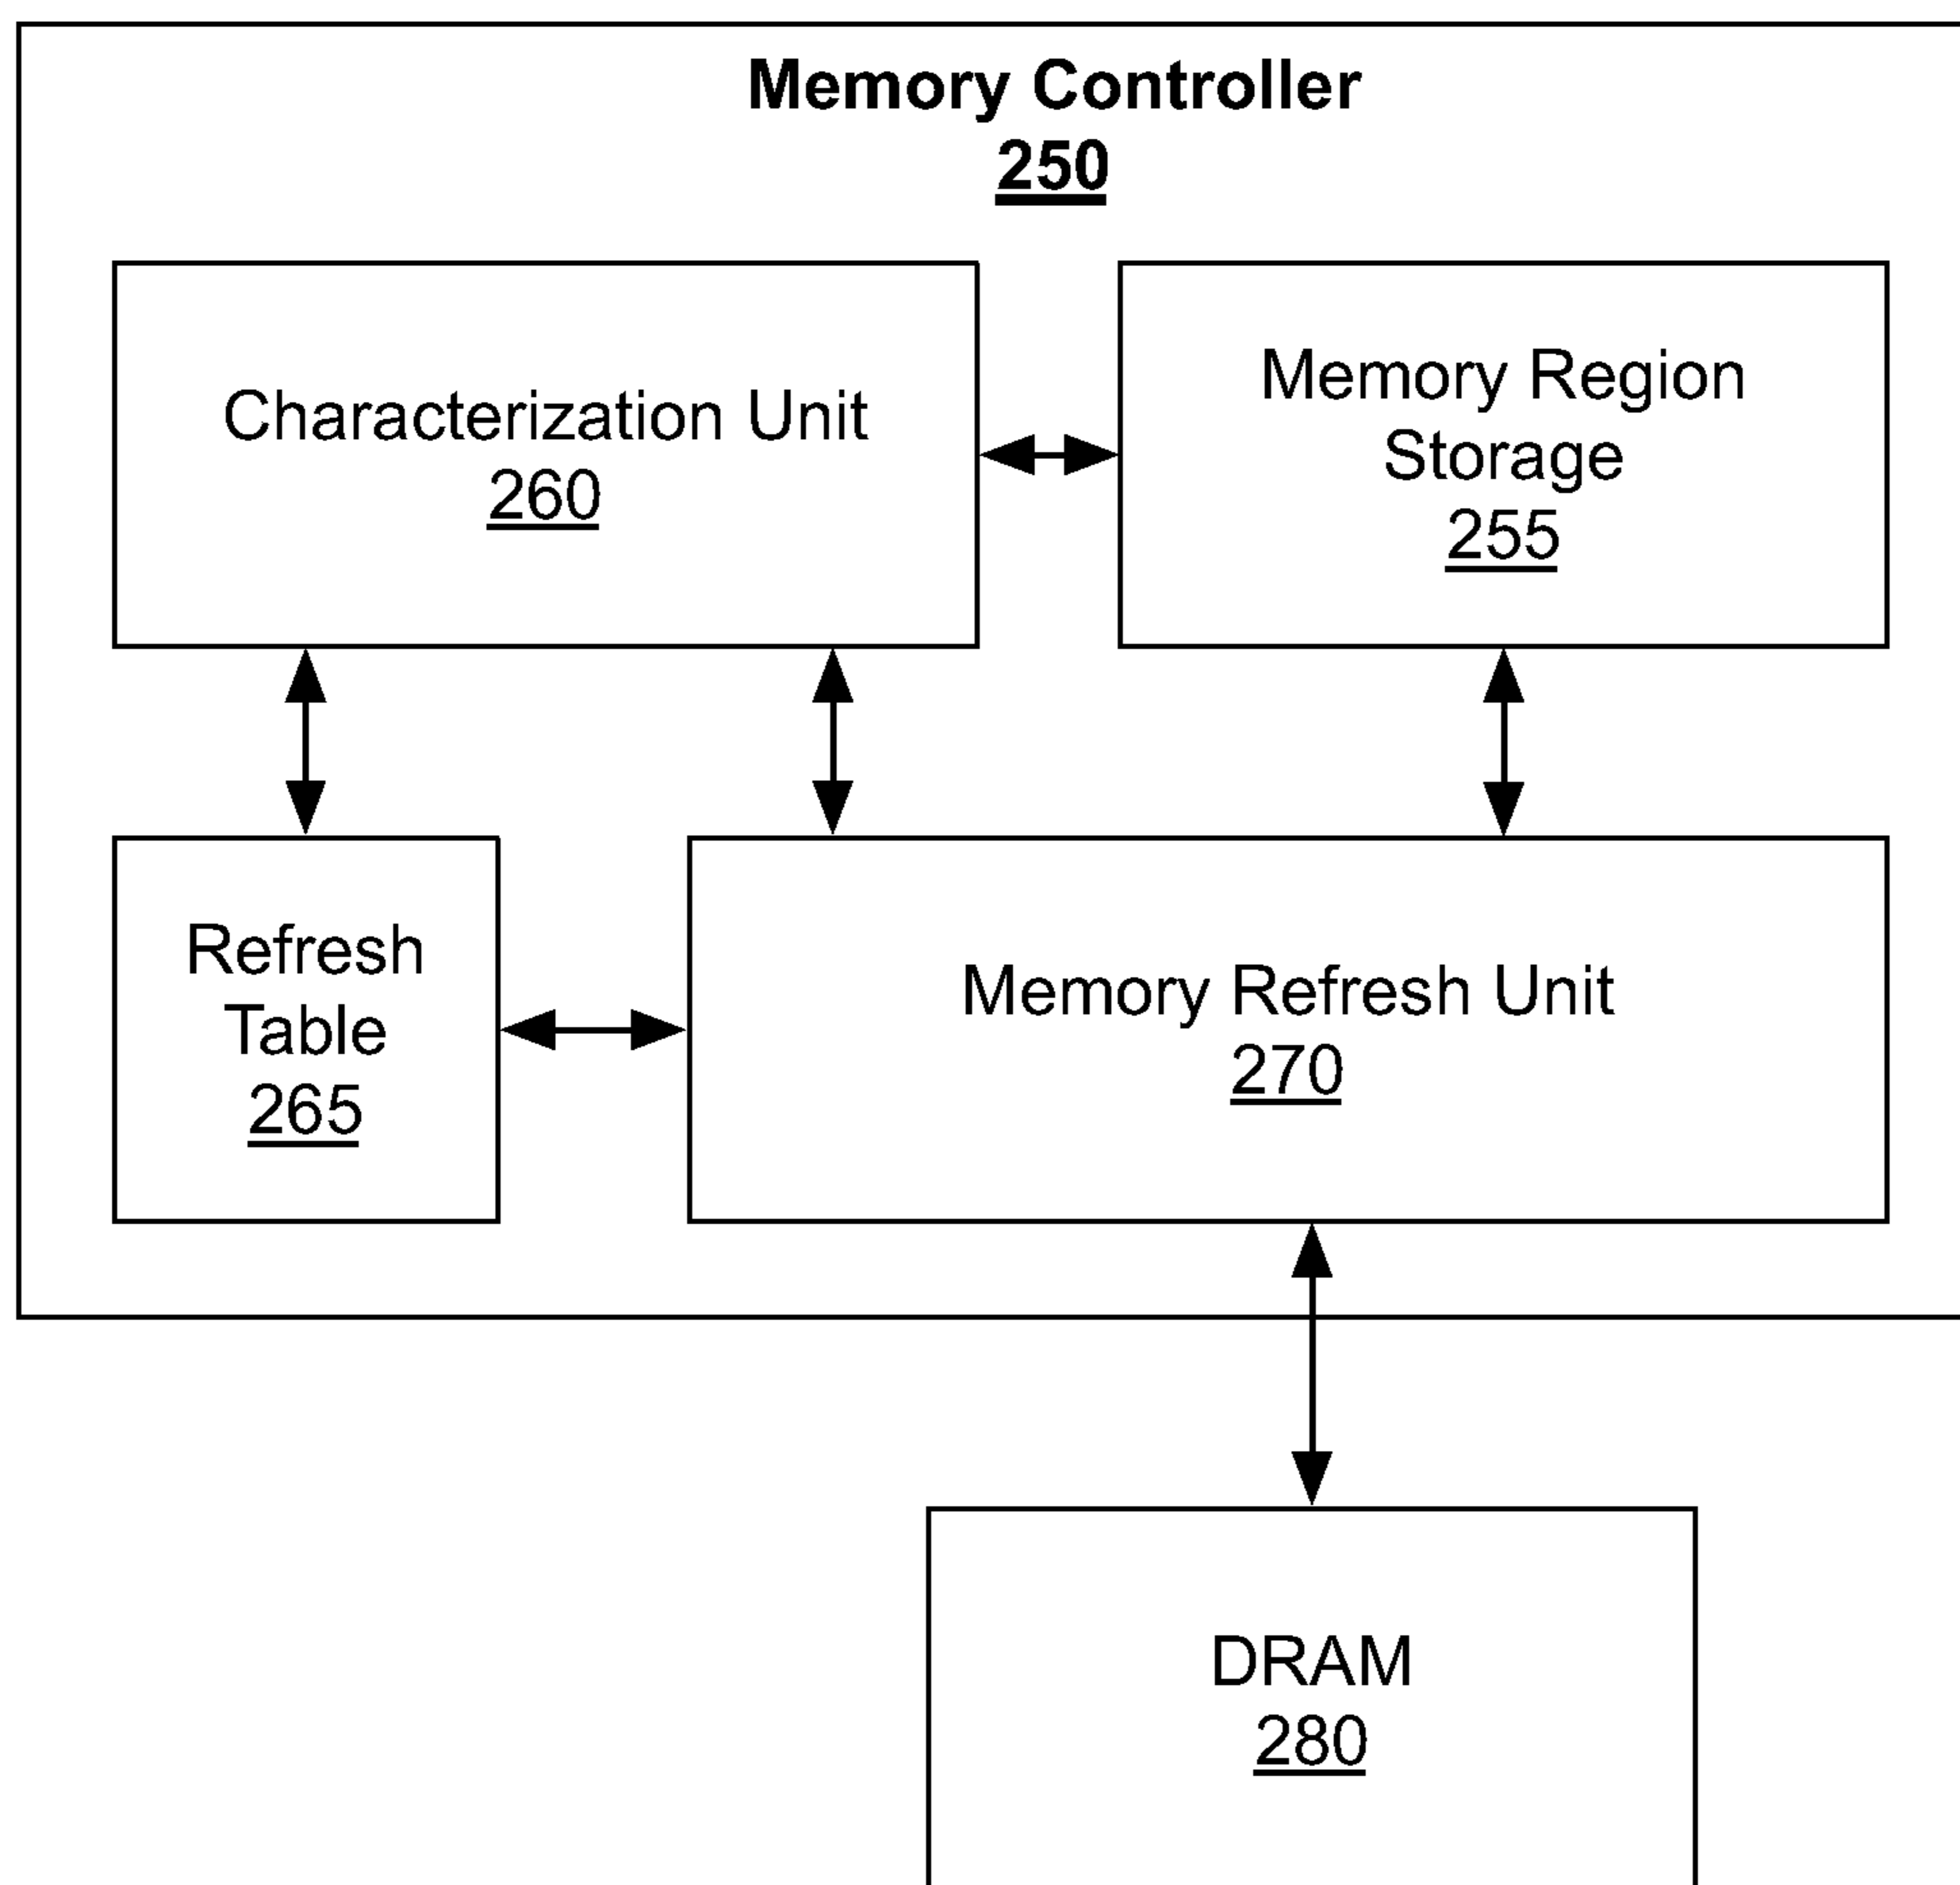 Memory Controller
250
Characterization Unit
260
Memory Region
Storage
255
Refresh
Table
265
Memory Refresh Unit
270
DRAM
280